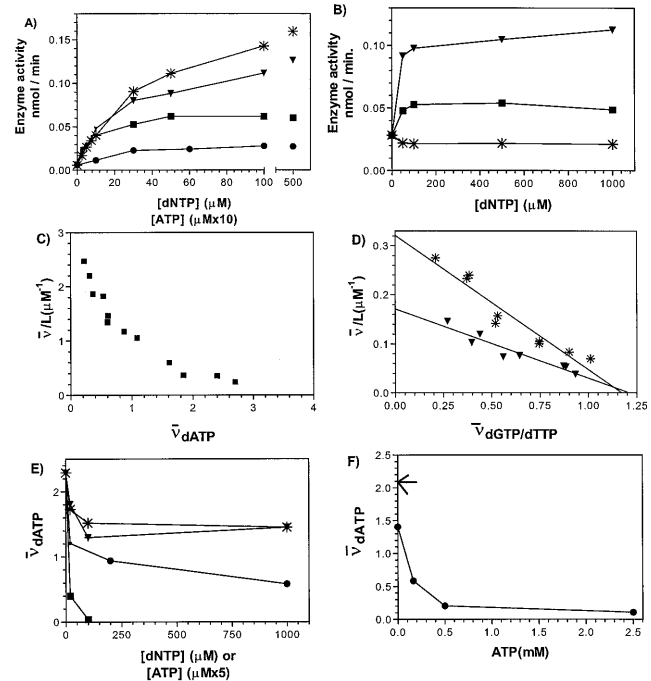 A)
Enzyme activity
nmol / min
0.15
0.10
0.05
0.00
0 20 40 60 80 100 500
[dNTP] (μM)
[ATP] (μMx10)
B)
Enzyme activity
nmol / min.
0.10
0.05
0.00
0 200 400 600 800 1000
[dNTP] (μM)
C)
ν̄/L(μM⁻¹)
3
2
1
0
0 1 2 3 4
ν̄dATP
D)
ν̄/L(μM⁻¹)
0.3
0.2
0.1
0.0
0.00 0.25 0.50 0.75 1.00 1.25
ν̄dGTP/dTTP
E)
ν̄dATP
2
1
0
0 250 500 750 1000
[dNTP] (μM) or
[ATP] (μMx5)
F)
ν̄dATP
2.5
2.0
1.5
1.0
0.5
0.0
0.0 0.5 1.0 1.5 2.0 2.5
ATP(mM)